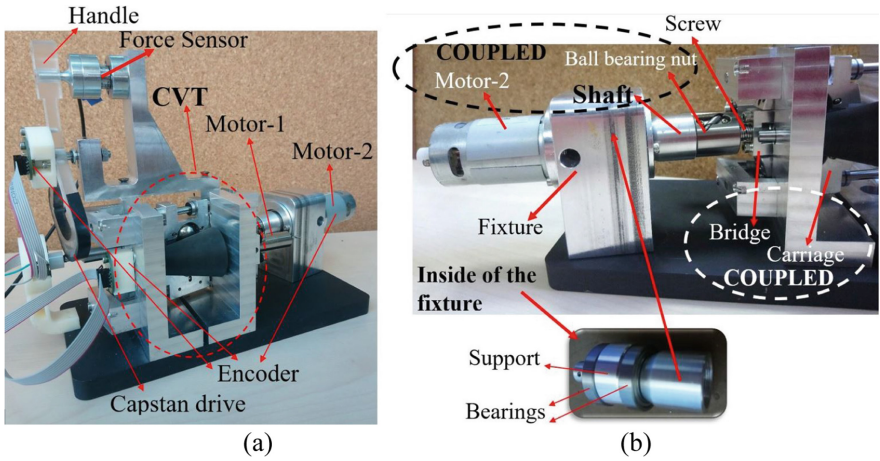 Handle
Force Sensor
CVT
Motor-1
Motor-2
Encoder
Capstan drive
(a)
Screw
COUPLED
Ball bearing nut
Motor-2
Shaft
Fixture
Bridge
Carriage
COUPLED
Inside of the
fixture
Support
Bearings
(b)